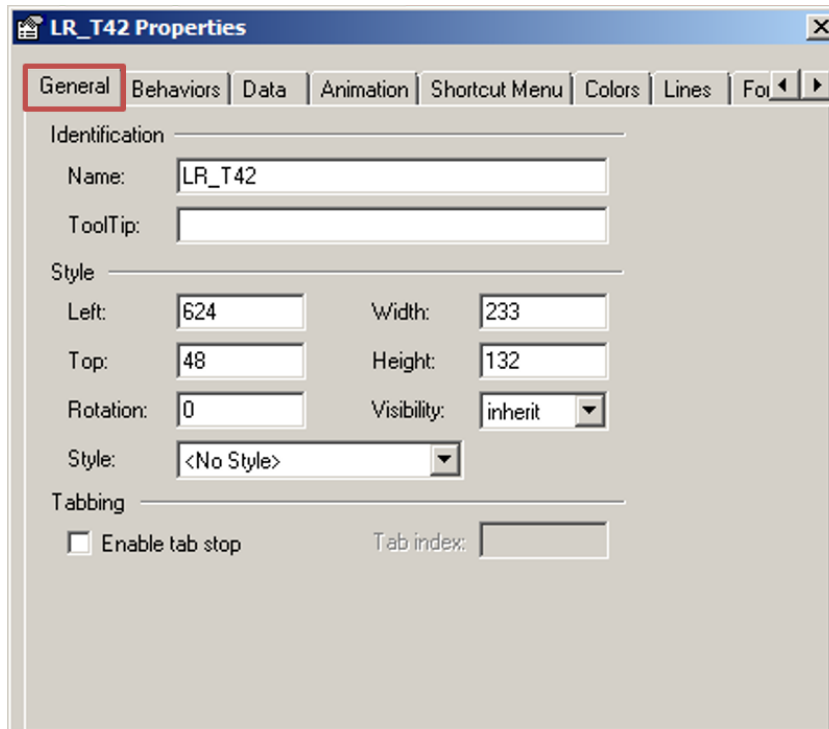 LR_T42 Properties
General Behaviors Data Animation Shortcut Menu Colors Lines
Identification
Name: LR_T42
ToolTip:
Style
Left: 624 Width: 233
Top: 48 Height: 132
Rotation: 0 Visibility: inherit
Style: <No Style>
Tabbing
Enable tab stop Tab index: